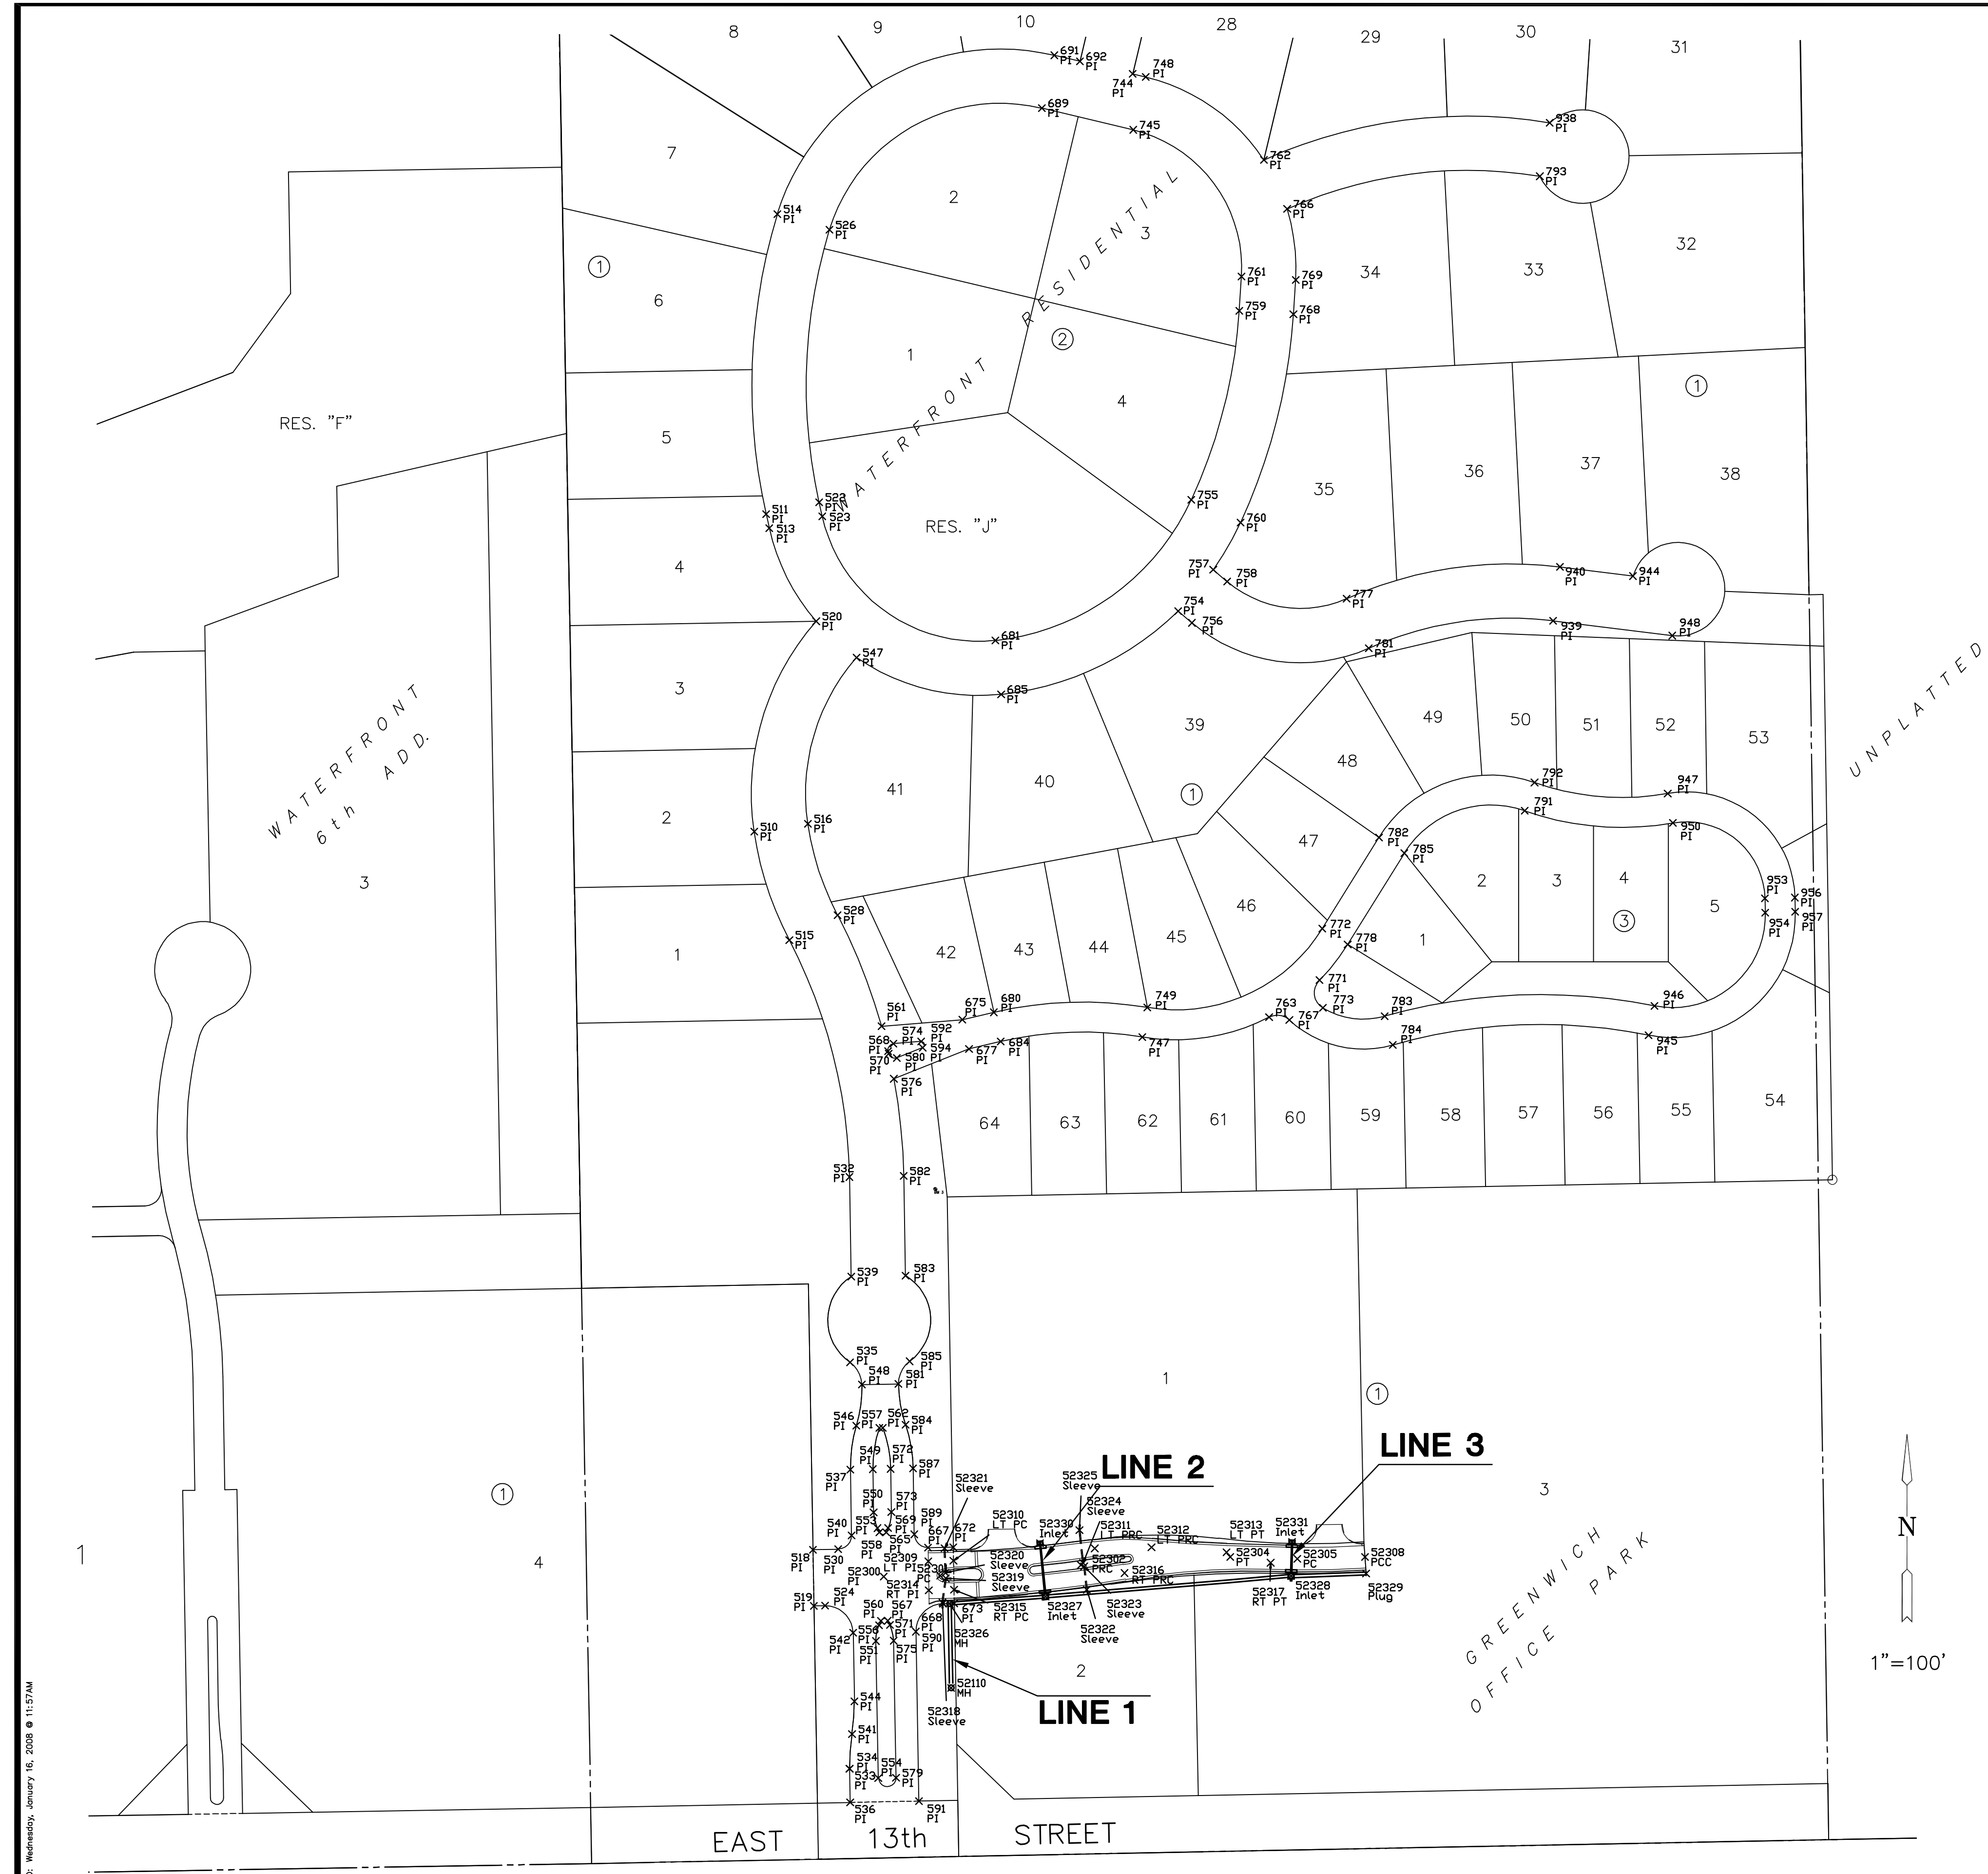 8
9
10
28
29
30
31
691
PI
692
PI
744
PI
748
PI
689
PI
745
PI
938
PI
762
PI
793
PI
7
2
RESIDENTIAL
3
514
PI
526
PI
766
PI
32
1
6
761
PI
769
PI
34
33
759
PI
768
PI
1
WATERFRONT
2
4
1
RES. "F"
5
36
37
38
35
522
PI
523
PI
511
PI
513
PI
RES. "J"
755
PI
760
PI
4
757
PI
758
PI
940
PI
944
PI
777
PI
754
PI
756
PI
939
PI
948
PI
520
PI
681
PI
781
PI
547
PI
685
PI
3
39
49
50
51
52
53
UNPLATTED
WATERFRONT
6th ADD.
3
48
40
41
1
792
PI
947
PI
791
PI
950
PI
2
510
PI
516
PI
47
782
PI
785
PI
2
3
4
5
3
953
PI
956
PI
954
PI
957
PI
46
528
PI
515
PI
1
42
43
44
45
772
PI
778
PI
1
771
PI
773
PI
783
PI
946
PI
675
PI
680
PI
749
PI
763
PI
767
PI
561
PI
574
PI
592
PI
568
PI
570
PI
580
PI
594
PI
677
PI
684
PI
747
PI
784
PI
945
PI
576
PI
64
63
62
61
60
59
58
57
56
55
54
532
PI
582
PI
539
PI
583
PI
535
PI
585
PI
548
PI
581
PI
1
1
546
PI
557
PI
562
PI
584
PI
LINE 2
LINE 3
549
PI
572
PI
537
PI
587
PI
52321
Sleeve
52325
Sleeve
3
1
550
PI
573
PI
52324
Sleeve
540
PI
553
PI
569
PI
589
PI
667
PI
672
PI
52310
LT PC
52330
Inlet
52311
LT PRC
52312
LT PRC
52313
LT PT
52331
Inlet
518
PI
530
PI
558
PI
565
PI
52309
LT PI
52320
Sleeve
52302
PRC
52304
PT
52305
PC
52308
PCC
1
4
52300
PI
52314
RT PI
PC
52319
Sleeve
52316
RT PRC
52317
RT PT
52328
Inlet
52329
Plug
519
PI
524
PI
560
PI
567
PI
668
PI
673
PI
52315
RT PC
52327
Inlet
52323
Sleeve
542
PI
PI
551
PI
571
PI
575
PI
590
PI
52326
MH
52322
Sleeve
2
GREENWICH
OFFICE PARK
N
1"=100'
52110
MH
544
PI
52318
Sleeve
LINE 1
541
PI
534
PI
533
PI
554
PI
579
PI
536
PI
591
PI
EAST 13th STREET
: Wednesday, January 16, 2008 @ 11:57AM